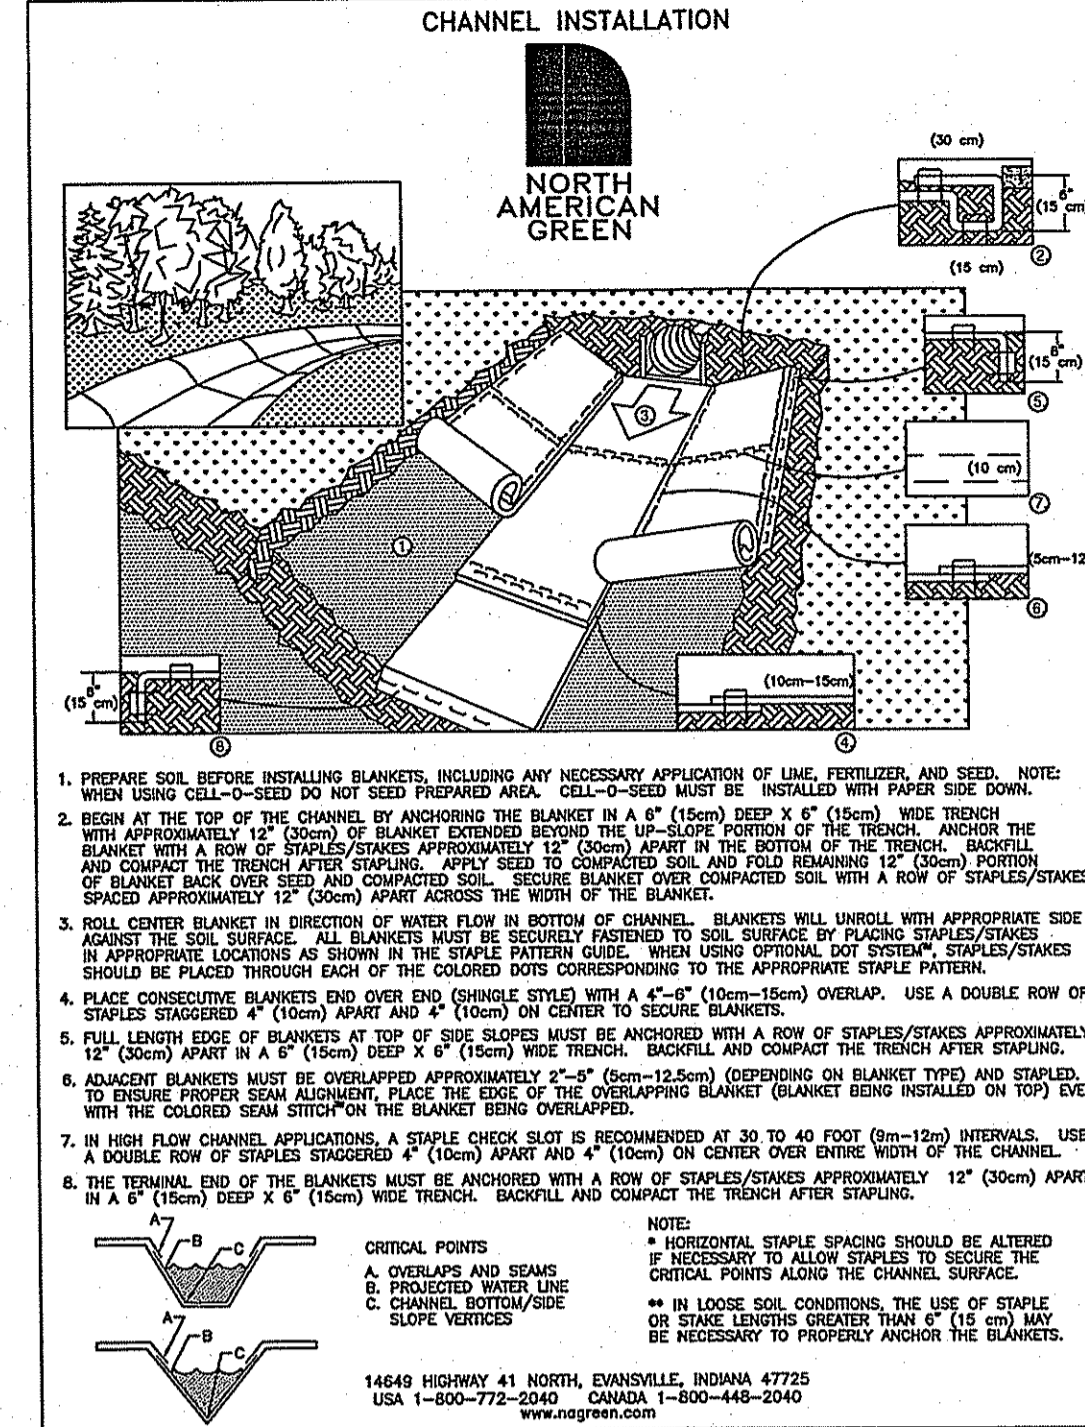 CHANNEL INSTALLATION
NORTH
AMERICAN
GREEN
(30 cm)
6"
(15 cm)
②
(15 cm)
6"
(15 cm)
⑤
(10 cm)
⑦
(5cm-12
⑥
③
①
(10cm-15cm)
④
6"
(15 cm)
⑧
1. PREPARE SOIL BEFORE INSTALLING BLANKETS, INCLUDING ANY NECESSARY APPLICATION OF LIME, FERTILIZER, AND SEED. NOTE:
WHEN USING CELL-O-SEED DO NOT SEED PREPARED AREA. CELL-O-SEED MUST BE INSTALLED WITH PAPER SIDE DOWN.
2. BEGIN AT THE TOP OF THE CHANNEL BY ANCHORING THE BLANKET IN A 6" (15cm) DEEP X 6" (15cm) WIDE TRENCH
WITH APPROXIMATELY 12" (30cm) OF BLANKET EXTENDED BEYOND THE UP-SLOPE PORTION OF THE TRENCH. ANCHOR THE
BLANKET WITH A ROW OF STAPLES/STAKES APPROXIMATELY 12" (30cm) APART IN THE BOTTOM OF THE TRENCH. BACKFILL
AND COMPACT THE TRENCH AFTER STAPLING. APPLY SEED TO COMPACTED SOIL AND FOLD REMAINING 12" (30cm) PORTION
OF BLANKET BACK OVER SEED AND COMPACTED SOIL. SECURE BLANKET OVER COMPACTED SOIL WITH A ROW OF STAPLES/STAKES
SPACED APPROXIMATELY 12" (30cm) APART ACROSS THE WIDTH OF THE BLANKET.
3. ROLL CENTER BLANKET IN DIRECTION OF WATER FLOW IN BOTTOM OF CHANNEL. BLANKETS WILL UNROLL WITH APPROPRIATE SIDE
AGAINST THE SOIL SURFACE. ALL BLANKETS MUST BE SECURELY FASTENED TO SOIL SURFACE BY PLACING STAPLES/STAKES
IN APPROPRIATE LOCATIONS AS SHOWN IN THE STAPLE PATTERN GUIDE. WHEN USING OPTIONAL DOT SYSTEM™, STAPLES/STAKES
SHOULD BE PLACED THROUGH EACH OF THE COLORED DOTS CORRESPONDING TO THE APPROPRIATE STAPLE PATTERN.
4. PLACE CONSECUTIVE BLANKETS END OVER END (SHINGLE STYLE) WITH A 4"-6" (10cm-15cm) OVERLAP. USE A DOUBLE ROW OF
STAPLES STAGGERED 4" (10cm) APART AND 4" (10cm) ON CENTER TO SECURE BLANKETS.
5. FULL LENGTH EDGE OF BLANKETS AT TOP OF SIDE SLOPES MUST BE ANCHORED WITH A ROW OF STAPLES/STAKES APPROXIMATELY
12" (30cm) APART IN A 6" (15cm) DEEP X 6" (15cm) WIDE TRENCH. BACKFILL AND COMPACT THE TRENCH AFTER STAPLING.
6. ADJACENT BLANKETS MUST BE OVERLAPPED APPROXIMATELY 2"-5" (5cm-12.5cm) (DEPENDING ON BLANKET TYPE) AND STAPLED.
TO ENSURE PROPER SEAM ALIGNMENT, PLACE THE EDGE OF THE OVERLAPPING BLANKET (BLANKET BEING INSTALLED ON TOP) EVE
WITH THE COLORED SEAM STITCH™ ON THE BLANKET BEING OVERLAPPED.
7. IN HIGH FLOW CHANNEL APPLICATIONS, A STAPLE CHECK SLOT IS RECOMMENDED AT 30 TO 40 FOOT (9m-12m) INTERVALS. USE
A DOUBLE ROW OF STAPLES STAGGERED 4" (10cm) APART AND 4" (10cm) ON CENTER OVER ENTIRE WIDTH OF THE CHANNEL.
8. THE TERMINAL END OF THE BLANKETS MUST BE ANCHORED WITH A ROW OF STAPLES/STAKES APPROXIMATELY 12" (30cm) APART
IN A 6" (15cm) DEEP X 6" (15cm) WIDE TRENCH. BACKFILL AND COMPACT THE TRENCH AFTER STAPLING.
A
B
C
A
B
C
CRITICAL POINTS
A. OVERLAPS AND SEAMS
B. PROJECTED WATER LINE
C. CHANNEL BOTTOM/SIDE
SLOPE VERTICES
NOTE:
* HORIZONTAL STAPLE SPACING SHOULD BE ALTERED
IF NECESSARY TO ALLOW STAPLES TO SECURE THE
CRITICAL POINTS ALONG THE CHANNEL SURFACE.
** IN LOOSE SOIL CONDITIONS, THE USE OF STAPLE
OR STAKE LENGTHS GREATER THAN 6" (15 cm) MAY
BE NECESSARY TO PROPERLY ANCHOR THE BLANKETS.
14649 HIGHWAY 41 NORTH, EVANSVILLE, INDIANA 47725
USA 1-800-772-2040 CANADA 1-800-448-2040
www.nagreen.com